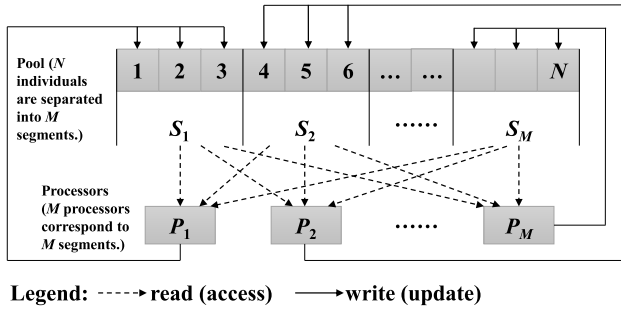 Pool (N
individuals
are separated
into M
segments.)
1 2 3 4 5 6 ... ... N
S1 S2 ...... SM
Processors
(M processors
correspond to
M segments.)
P1 P2 ...... PM
Legend: read (access) write (update)